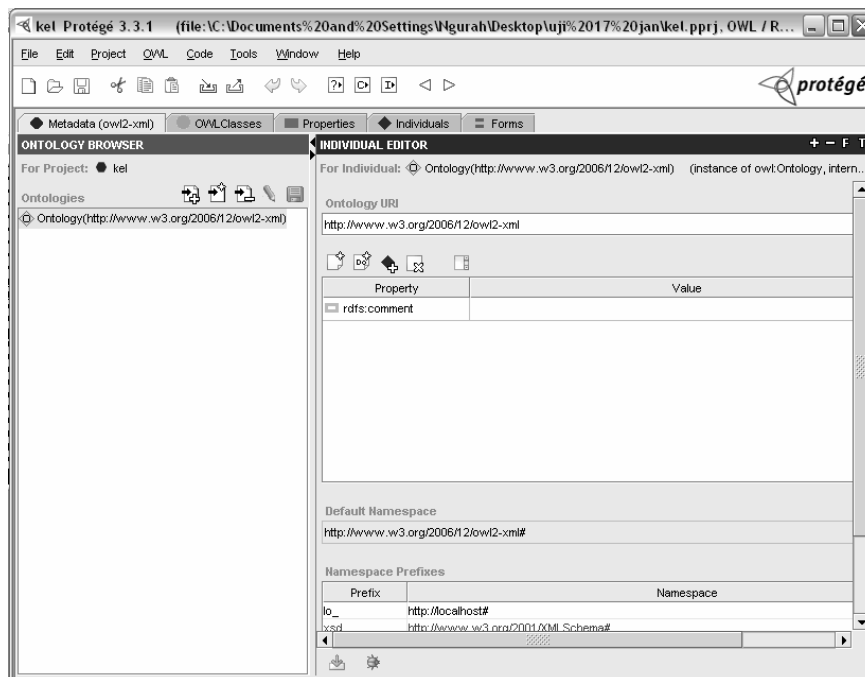 kel Protégé 3.3.1 (file:\C:\Documents%20and%20Settings\Ngurah\Desktop\uji%2017%20jan\kel.pprj, OWL / R...
File Edit Project OWL Code Tools Window Help
protégé
Metadata (owl2-xml) OWLClasses Properties Individuals Forms
ONTOLOGY BROWSER
For Project: kel
Ontologies
Ontology(http://www.w3.org/2006/12/owl2-xml)
INDIVIDUAL EDITOR + − F T
For Individual: Ontology(http://www.w3.org/2006/12/owl2-xml) (instance of owl:Ontology, intern...
Ontology URI
http://www.w3.org/2006/12/owl2-xml
Property Value
rdfs:comment
Default Namespace
http://www.w3.org/2006/12/owl2-xml#
Namespace Prefixes
Prefix Namespace
lo_ http://localhost#
xsd http://www.w3.org/2001/XMLSchema#